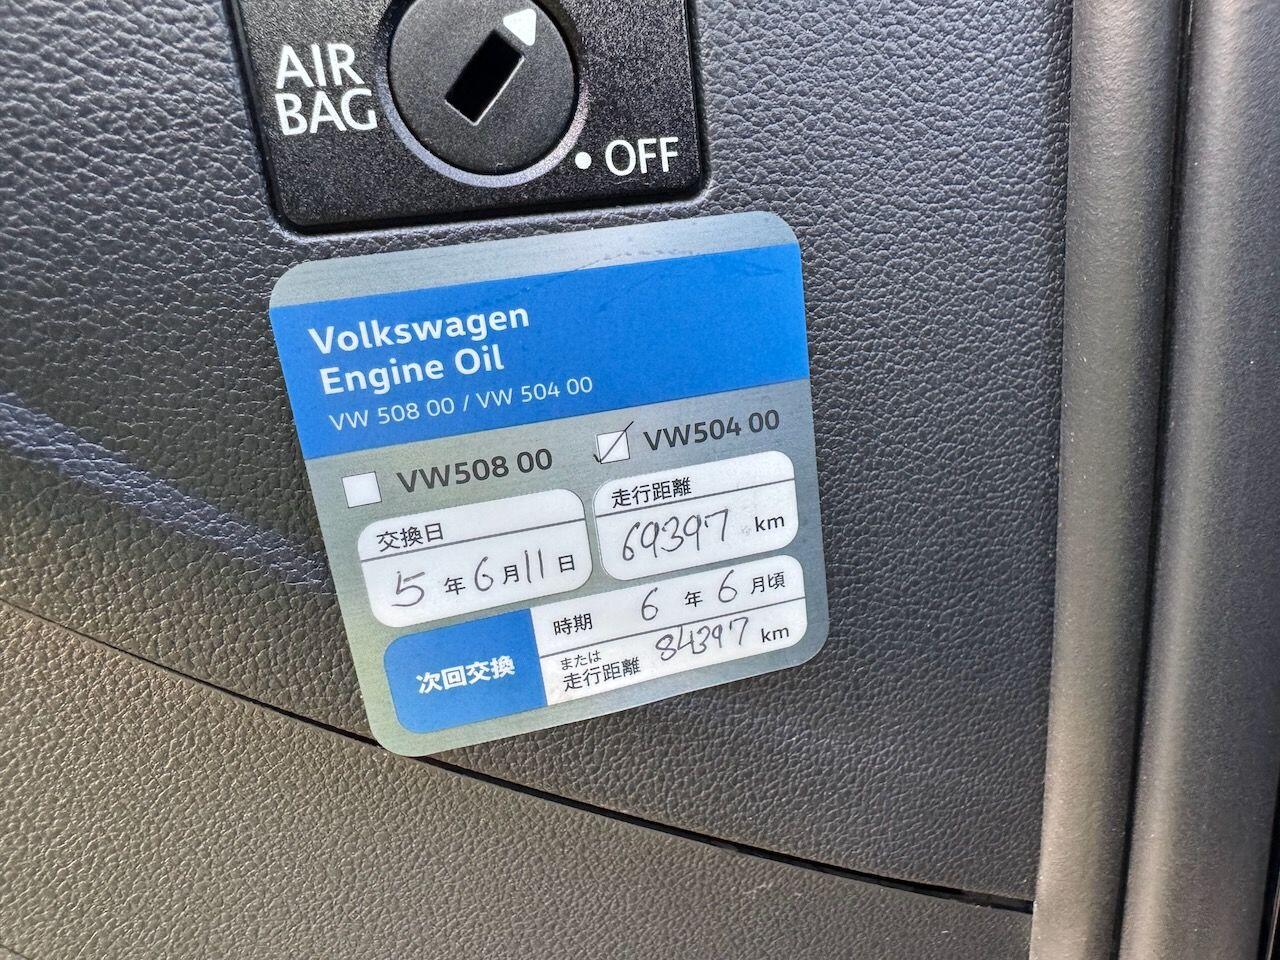 AIR
BAG
• OFF
Volkswagen
Engine Oil
VW 508 00 / VW 504 00
VW508 00
VW504 00
交換日
5 年 6 月 11 日
走行距離
69397 km
次回交換
時期 6 年 6 月頃
または
走行距離 84397 km